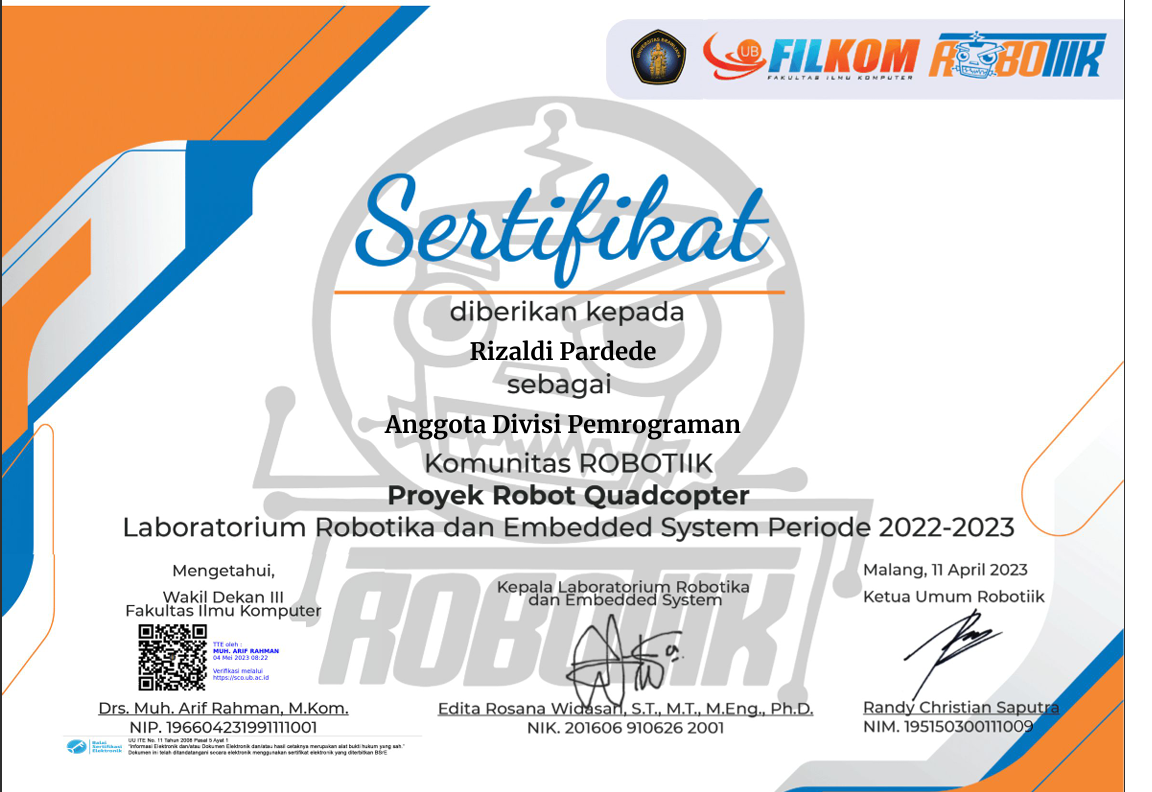 UNIVERSITAS BRAWIJAYA
UB FILKOM
FAKULTAS ILMU KOMPUTER
ROBOTIIK
Sertifikat
diberikan kepada
Rizaldi Pardede
sebagai
Anggota Divisi Pemrograman
Komunitas ROBOTIIK
Proyek Robot Quadcopter
Laboratorium Robotika dan Embedded System Periode 2022-2023
ROBOTIIK
Mengetahui,
Wakil Dekan III
Fakultas Ilmu Komputer
TTE oleh :
MUH. ARIF RAHMAN
04 Mei 2023 08:22
Verifikasi melalui
https://sco.ub.ac.id
Drs. Muh. Arif Rahman, M.Kom.
NIP. 196604231991111001
Kepala Laboratorium Robotika
dan Embedded System
Edita Rosana Widasari, S.T., M.T., M.Eng., Ph.D.
NIK. 201606 910626 2001
Malang, 11 April 2023
Ketua Umum Robotiik
Randy Christian Saputra
NIM. 195150300111009
Balai
Sertifikasi
Elektronik
UU ITE No. 11 Tahun 2008 Pasal 5 Ayat 1
"Informasi Elektronik dan/atau Dokumen Elektronik dan/atau hasil cetaknya merupakan alat bukti hukum yang sah."
Dokumen ini telah ditandatangani secara elektronik menggunakan sertifikat elektronik yang diterbitkan BSrE